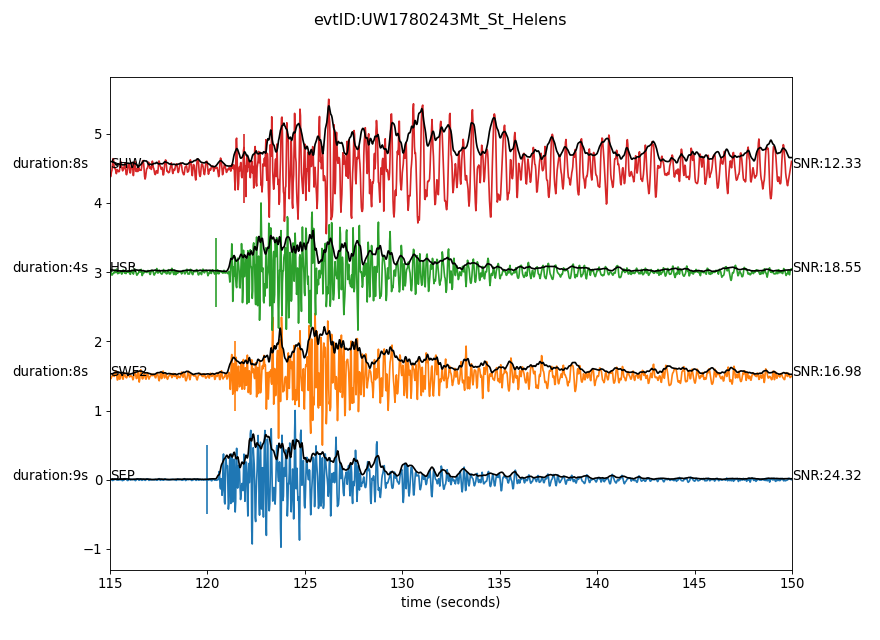 evtID:UW1780243Mt_St_Helens
5
duration:8s SHW SNR:12.33
4
duration:4s HSR SNR:18.55
3
2
duration:8s SWF2 SNR:16.98
1
duration:9s SEP SNR:24.32
0
−1
115 120 125 130 135 140 145 150
time (seconds)